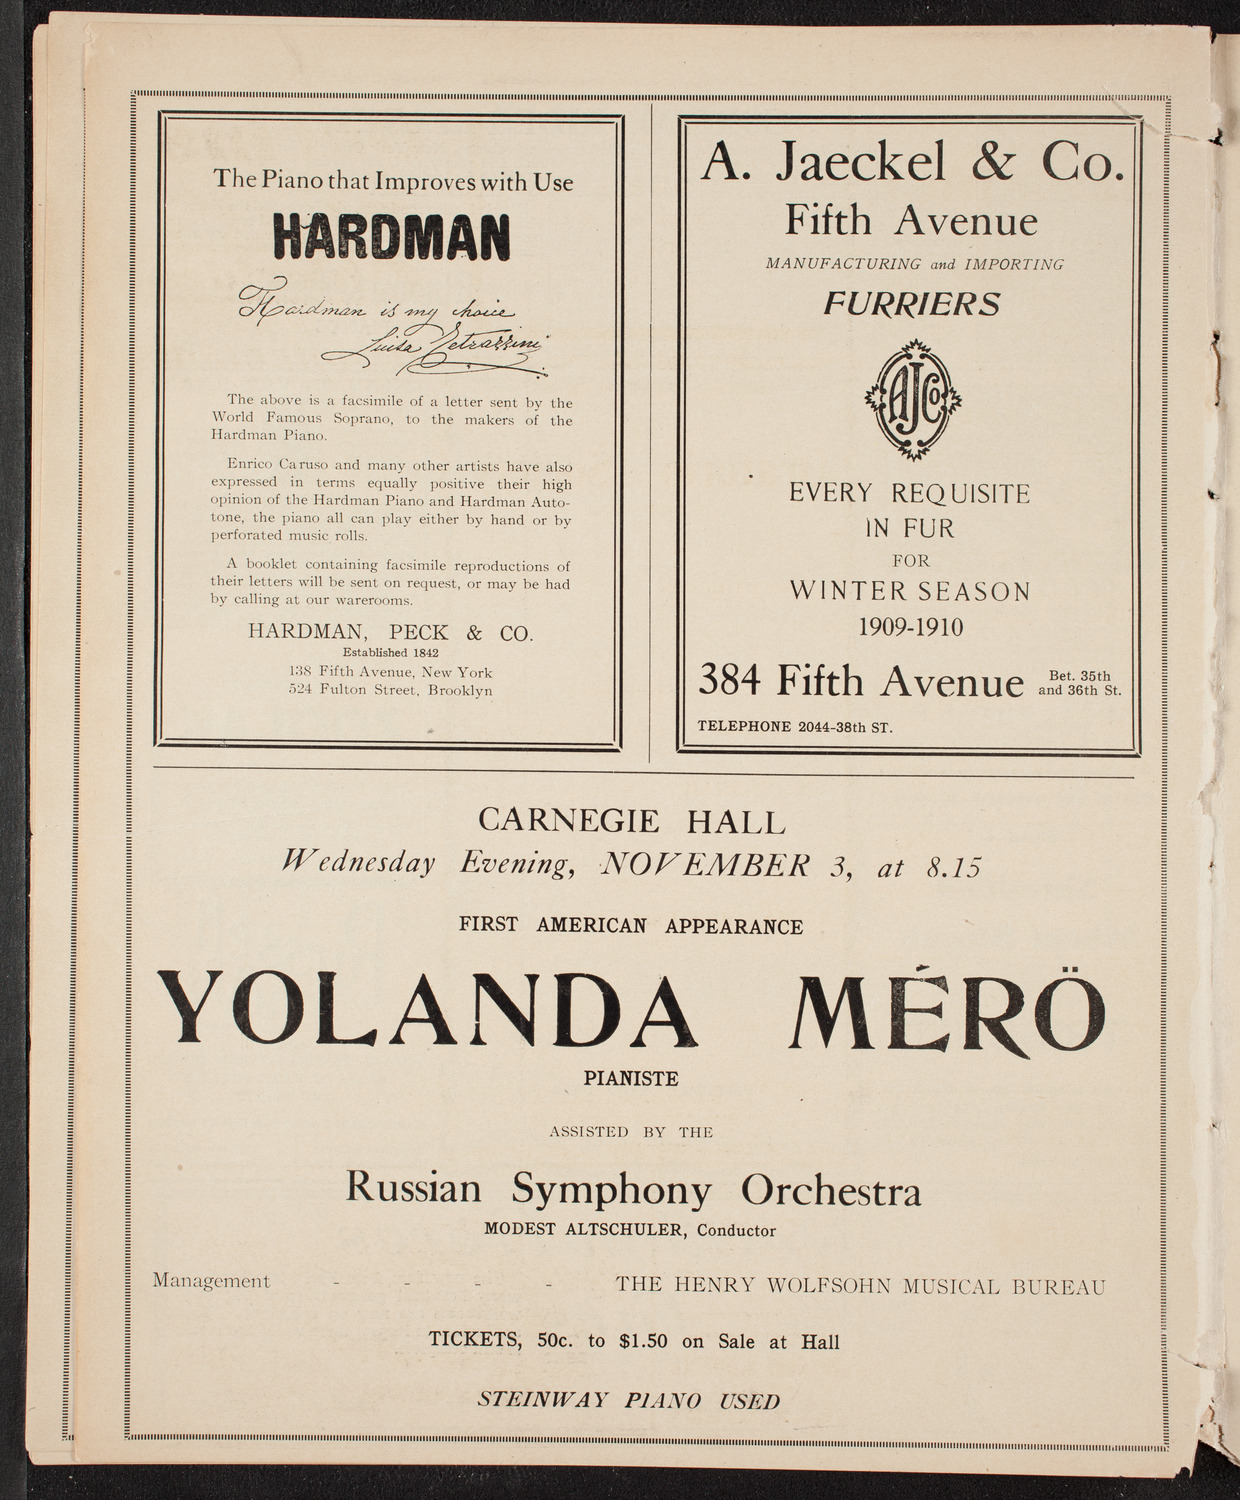 The Piano that Improves with Use
HARDMAN
Hardman is my choice
Luisa Tetrazzini
The above is a facsimile of a letter sent by the
World Famous Soprano, to the makers of the
Hardman Piano.
Enrico Caruso and many other artists have also
expressed in terms equally positive their high
opinion of the Hardman Piano and Hardman Auto-
tone, the piano all can play either by hand or by
perforated music rolls.
A booklet containing facsimile reproductions of
their letters will be sent on request, or may be had
by calling at our warerooms.
HARDMAN, PECK & CO.
Established 1842
138 Fifth Avenue, New York
524 Fulton Street, Brooklyn
A. Jaeckel & Co.
Fifth Avenue
MANUFACTURING and IMPORTING
FURRIERS
AJCo
EVERY REQUISITE
IN FUR
FOR
WINTER SEASON
1909-1910
384 Fifth Avenue Bet. 35th
and 36th St.
TELEPHONE 2044-38th ST.
CARNEGIE HALL
Wednesday Evening, NOVEMBER 3, at 8.15
FIRST AMERICAN APPEARANCE
YOLANDA MÉRÖ
PIANISTE
ASSISTED BY THE
Russian Symphony Orchestra
MODEST ALTSCHULER, Conductor
Management - - - - THE HENRY WOLFSOHN MUSICAL BUREAU
TICKETS, 50c. to $1.50 on Sale at Hall
STEINWAY PIANO USED